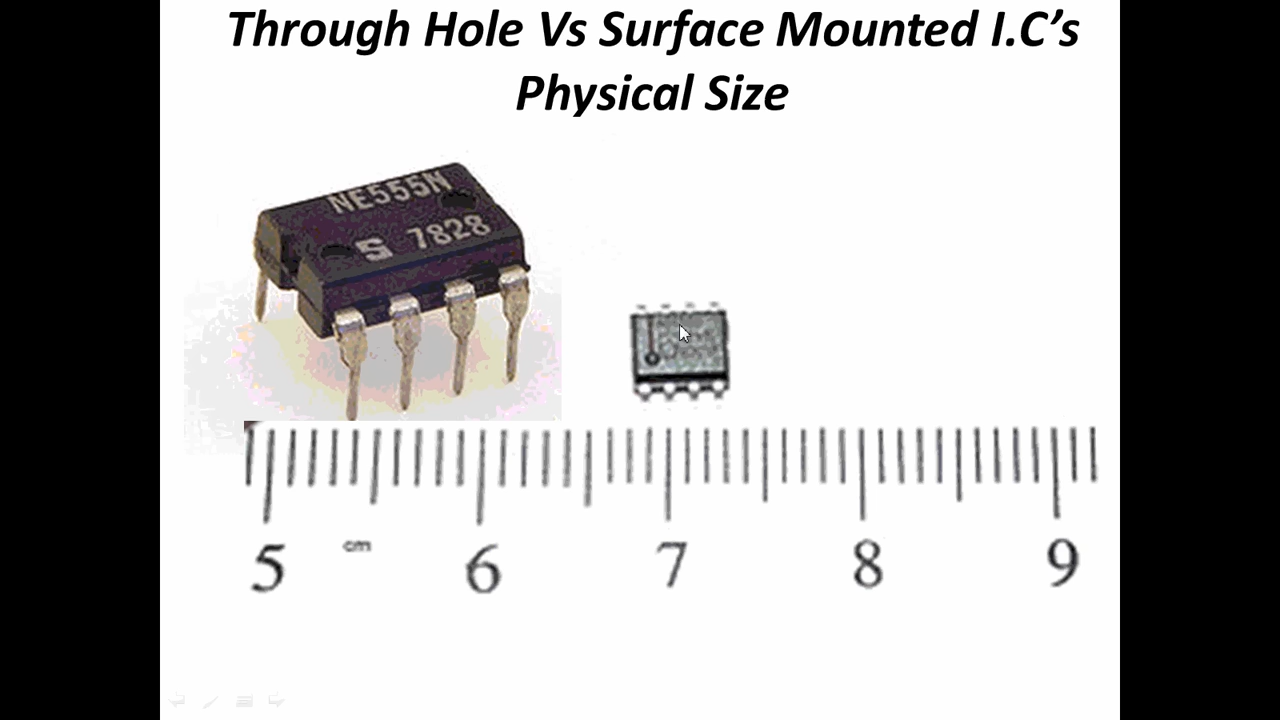 Through Hole Vs Surface Mounted I.C’s
Physical Size
NE555N
S 7828
cm
5 6 7 8 9